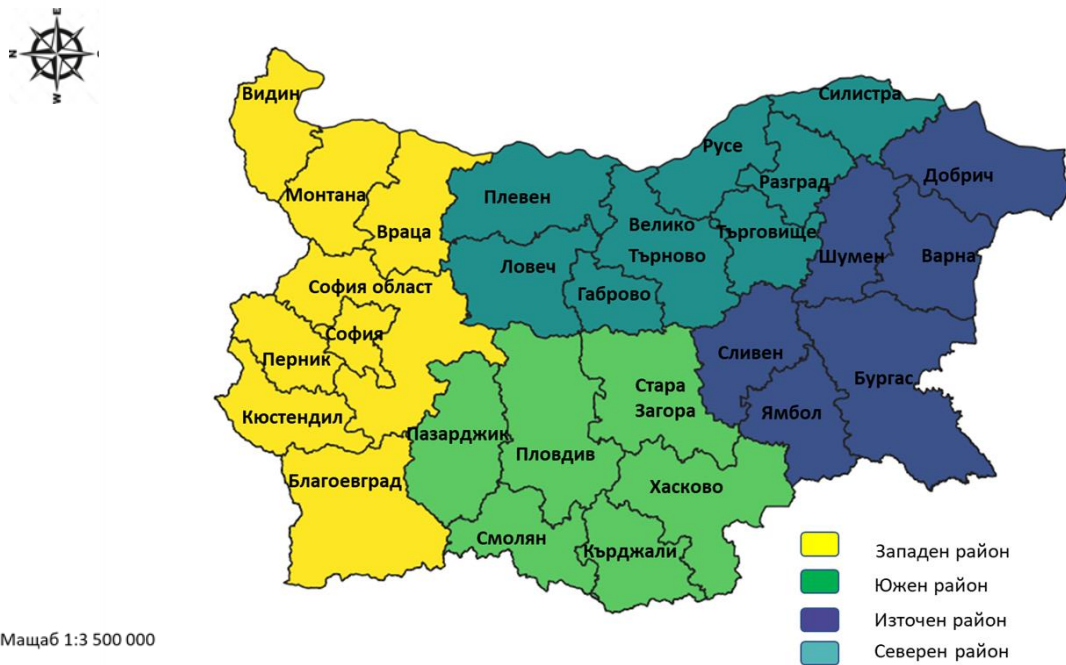 E
N
W
Видин
Силистра
Русе
Добрич
Монтана
Плевен
Разград
Враца
Велико
Търново
Търговище
Шумен
Варна
Ловеч
София област
Габрово
София
Сливен
Перник
Стара
Загора
Бургас
Кюстендил
Ямбол
Пазарджик
Пловдив
Благоевград
Хасково
Смолян
Кърджали
Западен район
Южен район
Източен район
Северен район
Мащаб 1:3 500 000